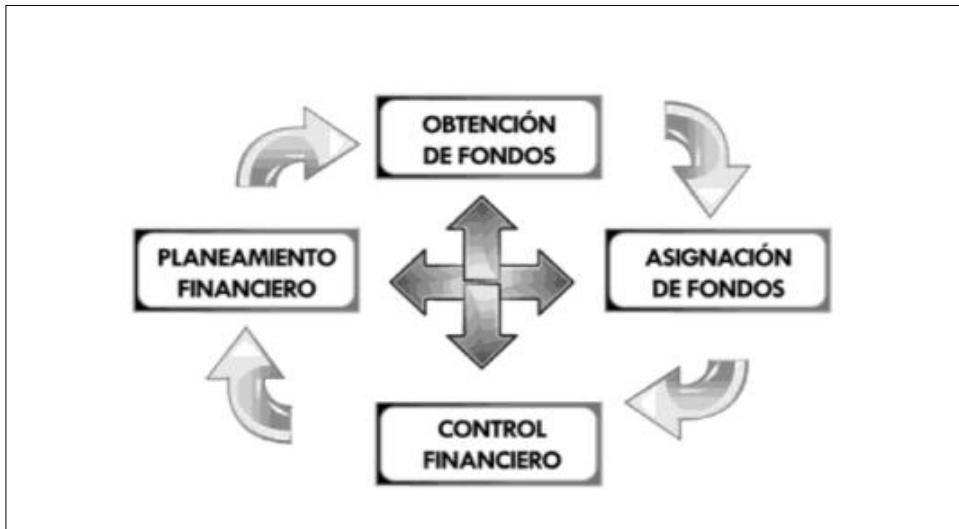 OBTENCIÓN
DE FONDOS
PLANEAMIENTO
FINANCIERO
ASIGNACIÓN
DE FONDOS
CONTROL
FINANCIERO